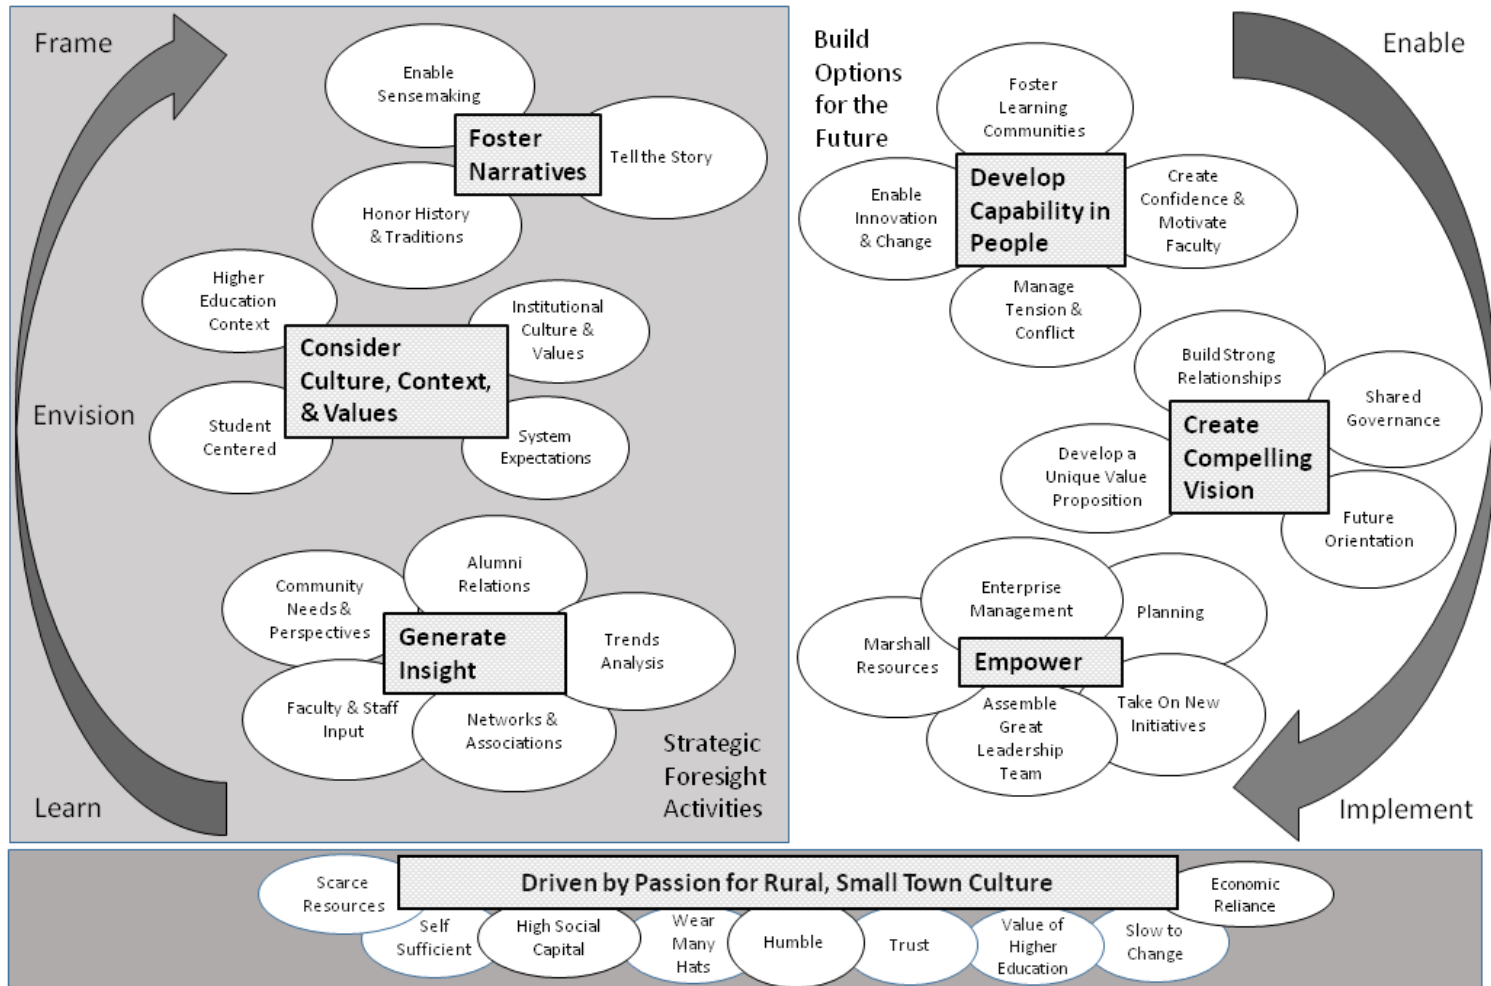 Frame
Enable
Sensemaking
Foster
Narratives
Tell the Story
Honor History
& Traditions
Higher
Education
Context
Institutional
Culture &
Values
Consider
Culture, Context,
& Values
Envision
Student
Centered
System
Expectations
Community
Needs &
Perspectives
Alumni
Relations
Generate
Insight
Trends
Analysis
Faculty & Staff
Input
Networks &
Associations
Strategic
Foresight
Activities
Learn
Build
Options
for the
Future
Enable
Foster
Learning
Communities
Enable
Innovation
& Change
Develop
Capability in
People
Create
Confidence &
Motivate
Faculty
Manage
Tension &
Conflict
Build Strong
Relationships
Shared
Governance
Create
Compelling
Vision
Develop a
Unique Value
Proposition
Future
Orientation
Enterprise
Management
Planning
Marshall
Resources
Empower
Assemble
Great
Leadership
Team
Take On New
Initiatives
Implement
Driven by Passion for Rural, Small Town Culture
Scarce
Resources
Self
Sufficient
High Social
Capital
Wear
Many
Hats
Humble
Trust
Value of
Higher
Education
Slow to
Change
Economic
Reliance